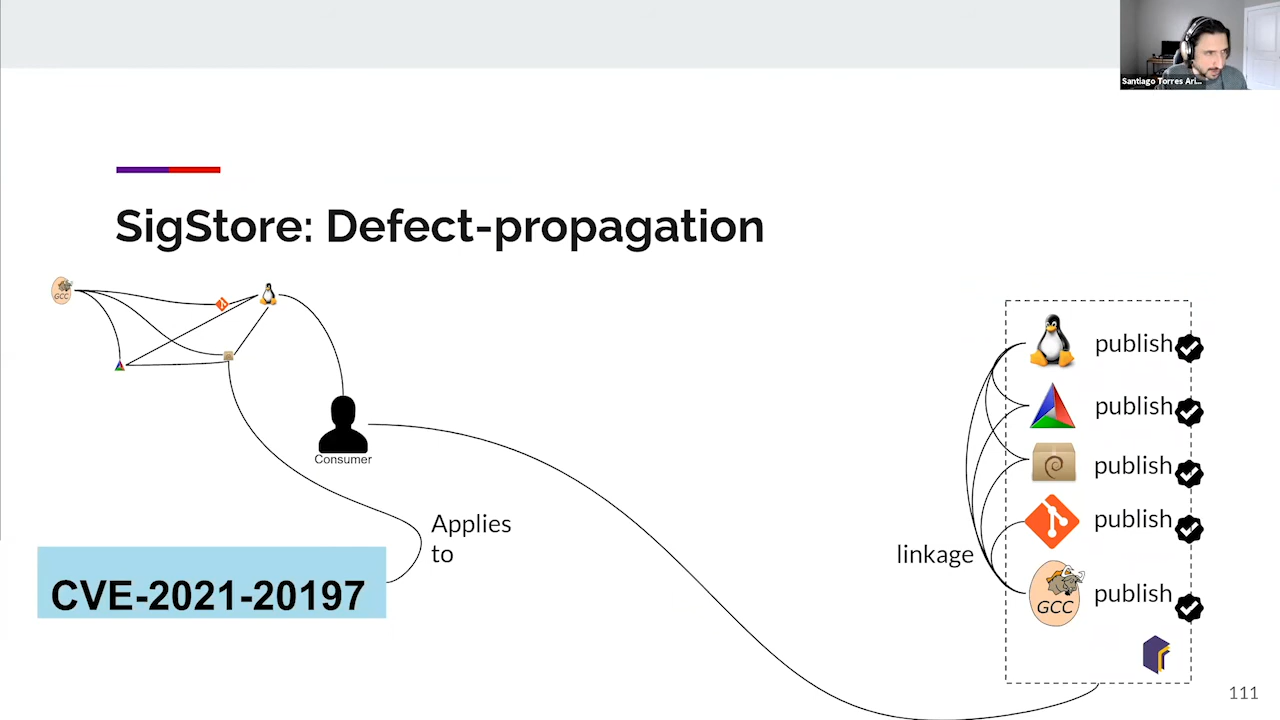 Santiago Torres Ari...
SigStore: Defect-propagation
GCC
Consumer
Applies
to
CVE-2021-20197
linkage
publish
publish
publish
publish
publish
GCC
111